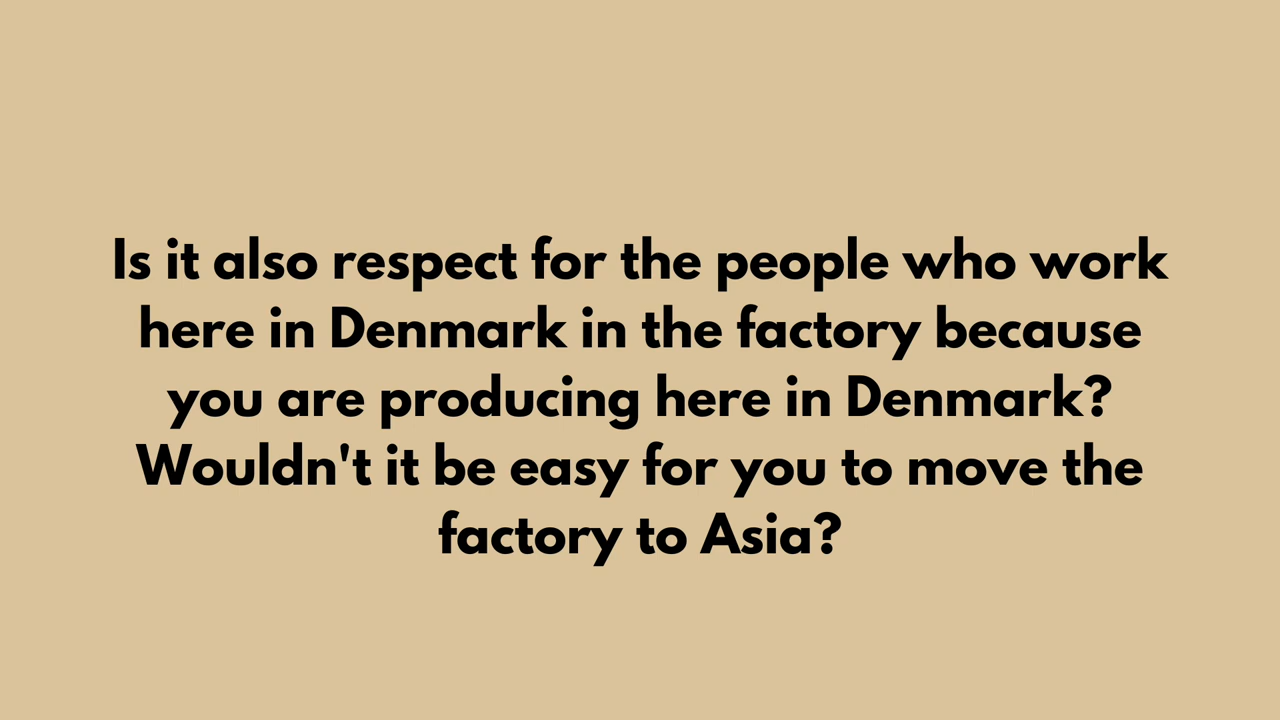 Is it also respect for the people who work
here in Denmark in the factory because
you are producing here in Denmark?
Wouldn't it be easy for you to move the
factory to Asia?